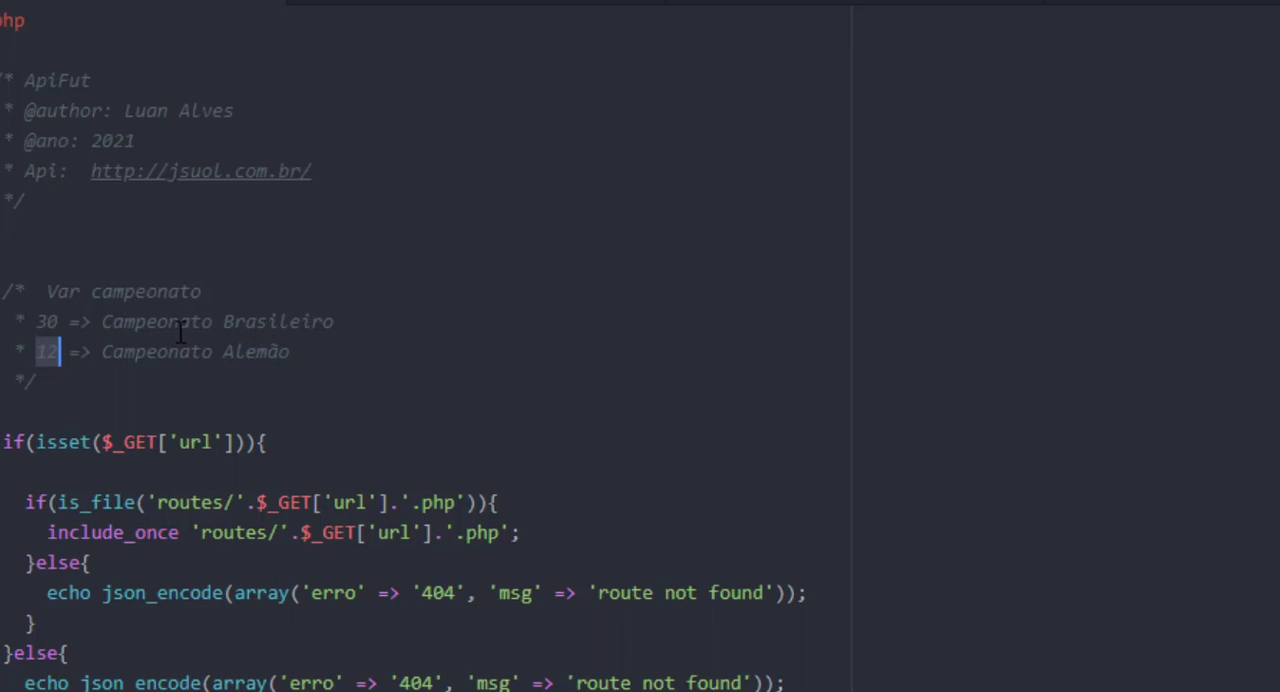 hp
/* ApiFut
* @author: Luan Alves
* @ano: 2021
* Api:  http://jsuol.com.br/
*/
/*  Var campeonato
* 30 => Campeonato Brasileiro
* 12 => Campeonato Alemão
*/
if(isset($_GET['url'])){
if(is_file('routes/'.$_GET['url'].'.php')){
include_once 'routes/'.$_GET['url'].'.php';
}else{
echo json_encode(array('erro' => '404', 'msg' => 'route not found'));
}
}else{
echo json_encode(array('erro' => '404', 'msg' => 'route not found'));